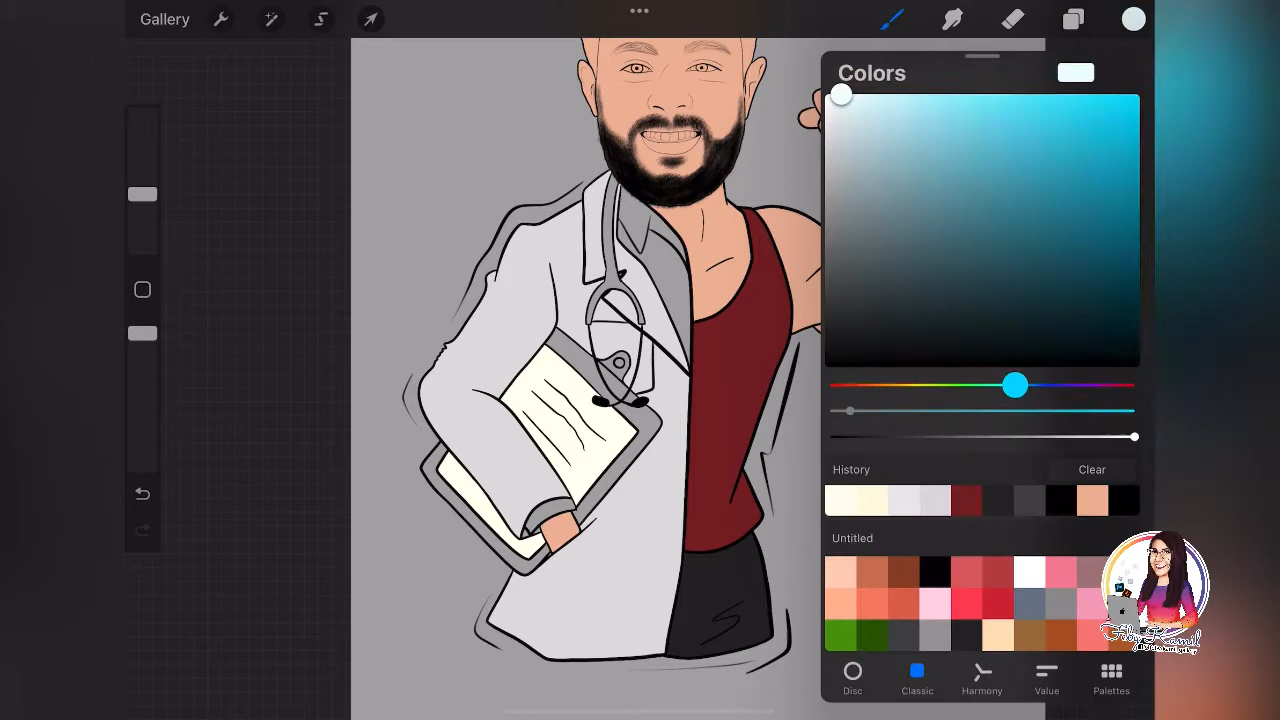 Gallery
Colors
History
Clear
Untitled
Disc
Classic
Harmony
Value
Palettes